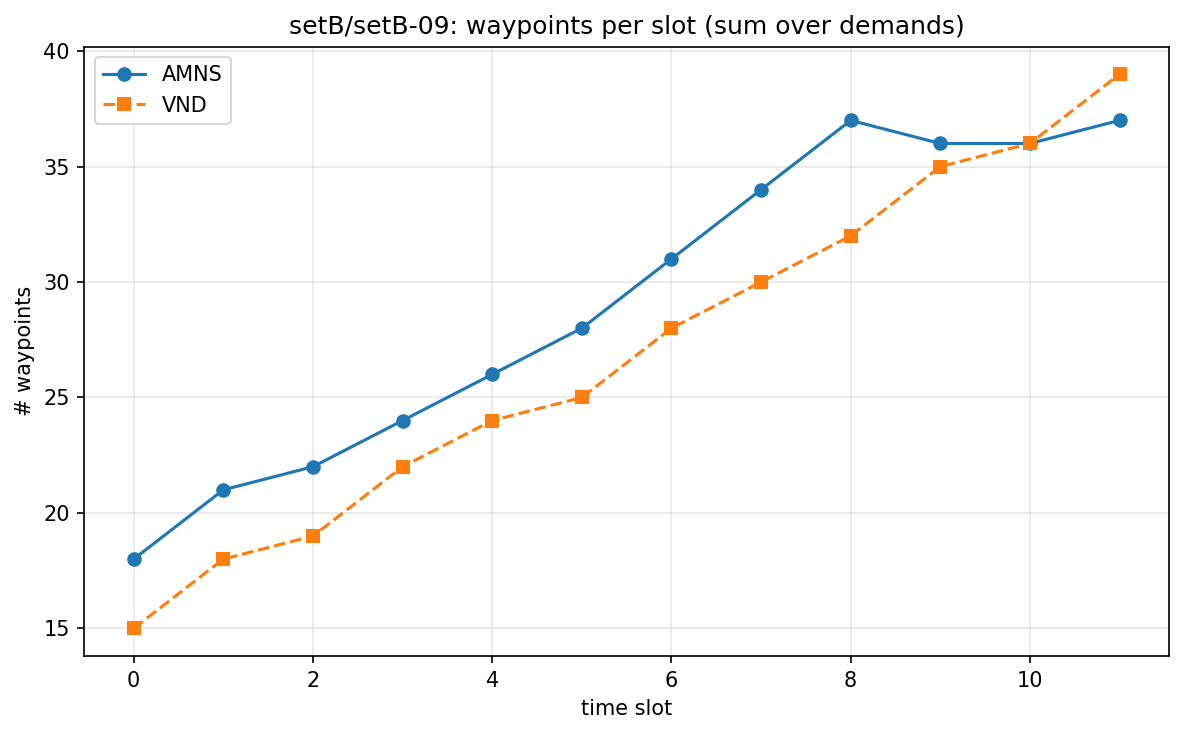 setB/setB-09: waypoints per slot (sum over demands)
AMNS
VND
# waypoints
40
35
30
25
20
15
0 2 4 6 8 10
time slot